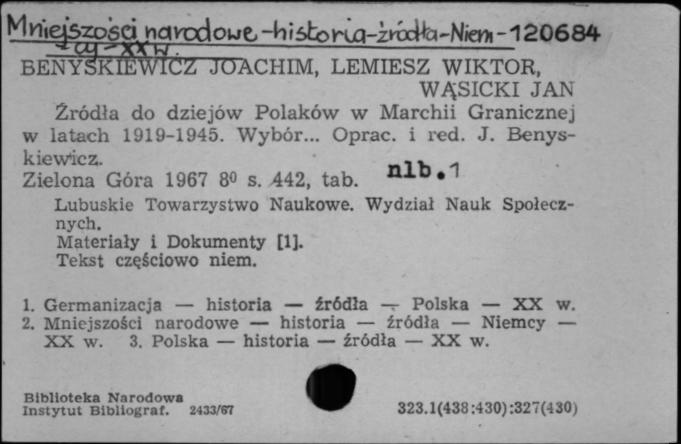 Mniejszości narodowe-historia-źródła-Niem-120684
cy-XXw.
BENYSKIEWICZ JOACHIM, LEMIESZ WIKTOR,
WĄSICKI JAN
Źródła do dziejów Polaków w Marchii Granicznej
w latach 1919-1945. Wybór... Oprac. i red. J. Benys-
kiewicz.
Zielona Góra 1967 8⁰ s. 442, tab. nlb.1
Lubuskie Towarzystwo Naukowe. Wydział Nauk Społecz-
nych.
Materiały i Dokumenty [1].
Tekst częściowo niem.
1. Germanizacja — historia — źródła — Polska — XX w.
2. Mniejszości narodowe — historia — źródła — Niemcy —
XX w. 3. Polska — historia — źródła — XX w.
Biblioteka Narodowa
Instytut Bibliograf. 2433/67 323.1(438:430):327(430)